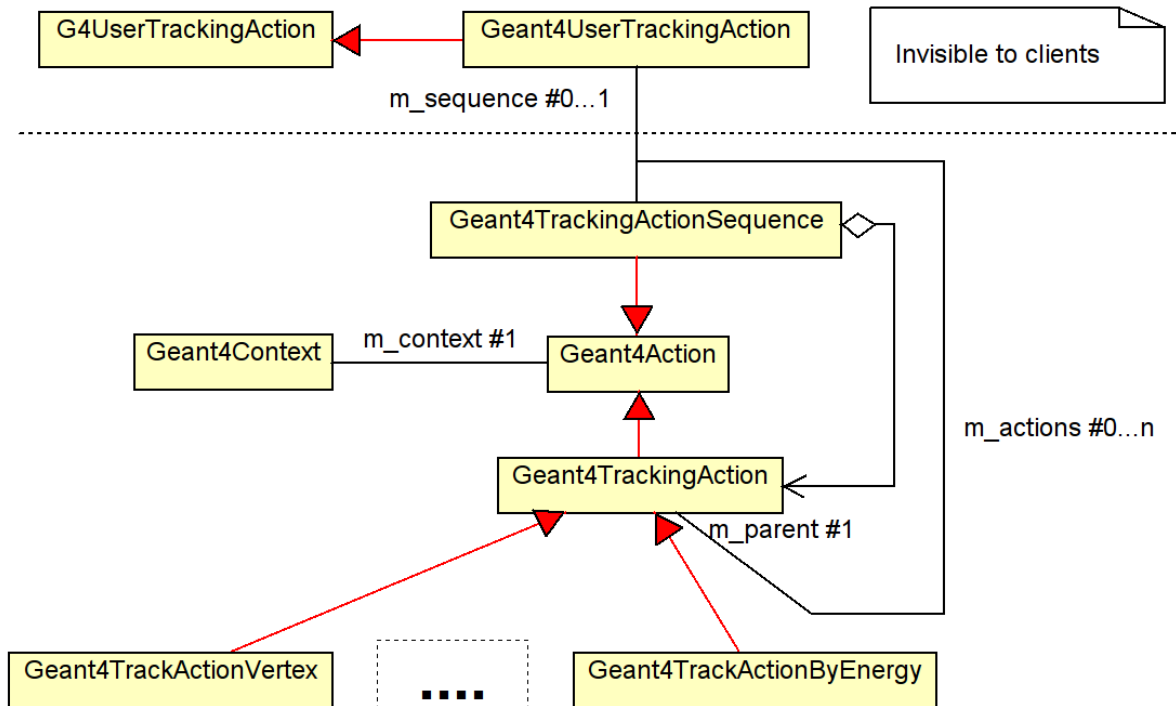 G4UserTrackingAction
Geant4UserTrackingAction
Invisible to clients
m_sequence #0...1
Geant4TrackingActionSequence
m_context #1
Geant4Context
Geant4Action
m_actions #0...n
Geant4TrackingAction
m_parent #1
Geant4TrackActionVertex
....
Geant4TrackActionByEnergy